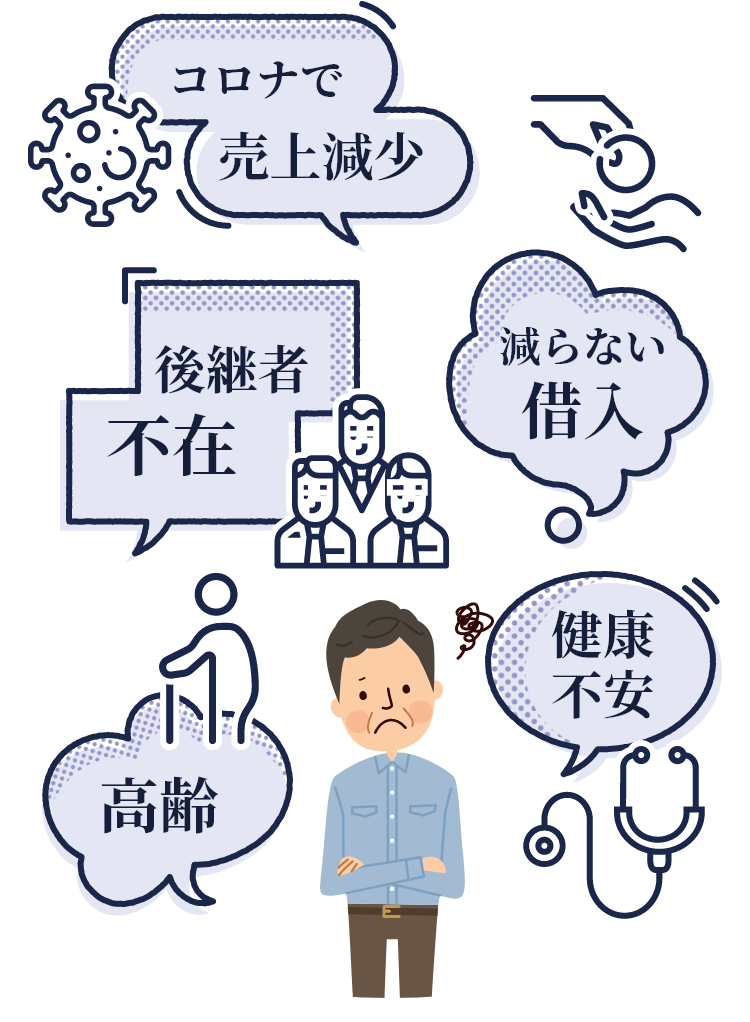 コロナで
売上減少
後継者
不在
減らない
借入
健康
不安
高齢